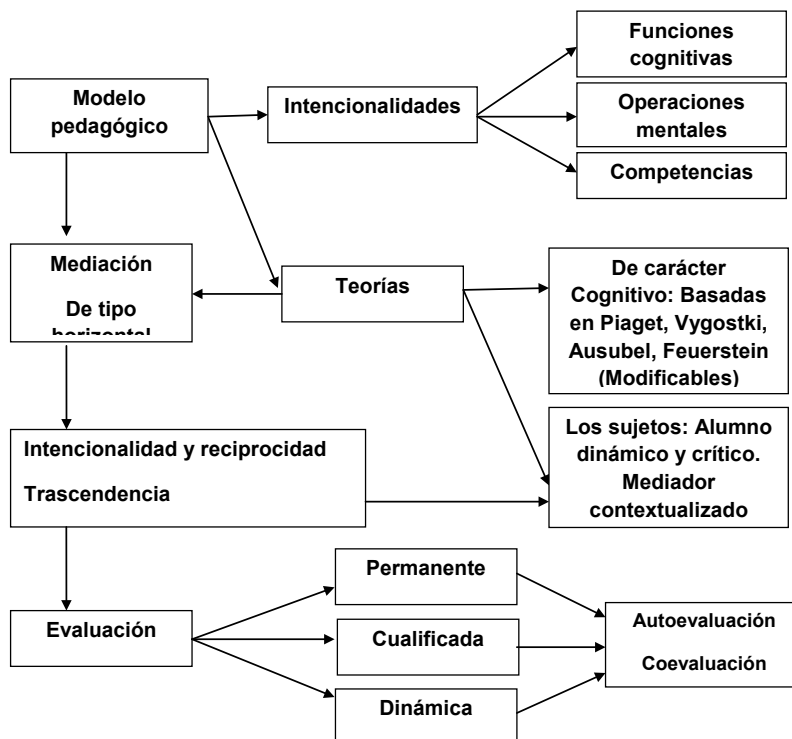 Funciones
cognitivas
Modelo
pedagógico
Intencionalidades
Operaciones
mentales
Competencias
Mediación
De tipo
horizontal
Teorías
De carácter
Cognitivo: Basadas
en Piaget, Vygostki,
Ausubel, Feuerstein
(Modificables)
Los sujetos: Alumno
dinámico y crítico.
Mediador
contextualizado
Intencionalidad y reciprocidad
Trascendencia
Permanente
Evaluación
Cualificada
Dinámica
Autoevaluación
Coevaluación